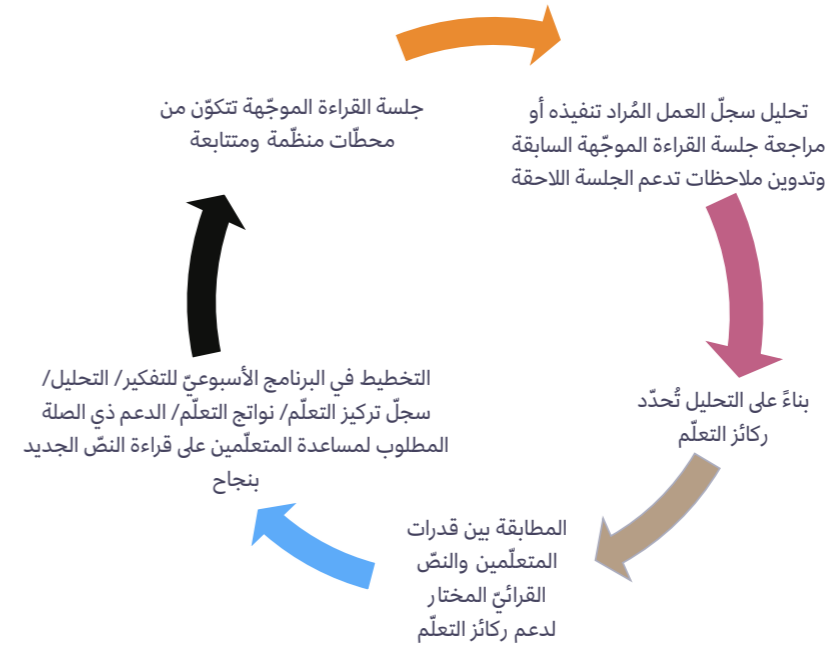 جلسة القراءة الموجّهة تتكوّن من
محطّات منظّمة ومتتابعة
تحليل سجلّ العمل المُراد تنفيذه أو
مراجعة جلسة القراءة الموجّهة السابقة
وتدوين ملاحظات تدعم الجلسة اللاحقة
بناءً على التحليل تُحدّد
ركائز التعلّم
المطابقة بين قدرات
المتعلّمين والنصّ
القرائيّ المختار
لدعم ركائز التعلّم
التخطيط في البرنامج الأسبوعيّ للتفكير/ التحليل/
سجلّ تركيز التعلّم/ نواتج التعلّم/ الدعم ذي الصلة
المطلوب لمساعدة المتعلّمين على قراءة النصّ الجديد
بنجاح